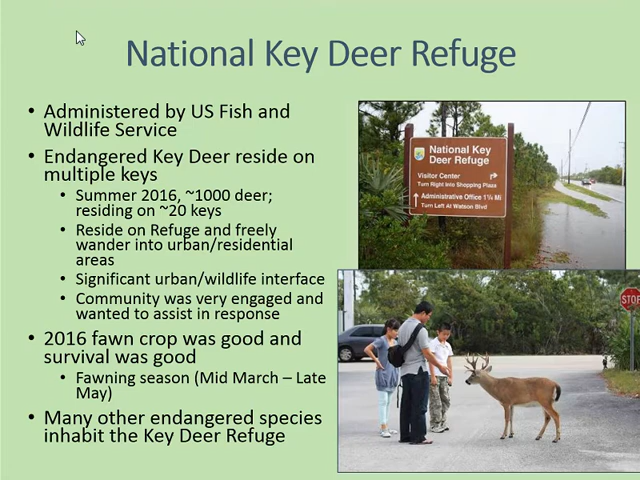 National Key Deer Refuge
• Administered by US Fish and
Wildlife Service
• Endangered Key Deer reside on
multiple keys
• Summer 2016, ~1000 deer;
residing on ~20 keys
• Reside on Refuge and freely
wander into urban/residential
areas
• Significant urban/wildlife interface
• Community was very engaged and
wanted to assist in response
• 2016 fawn crop was good and
survival was good
• Fawning season (Mid March – Late
May)
• Many other endangered species
inhabit the Key Deer Refuge
National Key
Deer Refuge
Visitor Center
Turn Right Into Shopping Plaza
Administrative Office 1¼ Mi
Turn Left At Watson Blvd
STOP